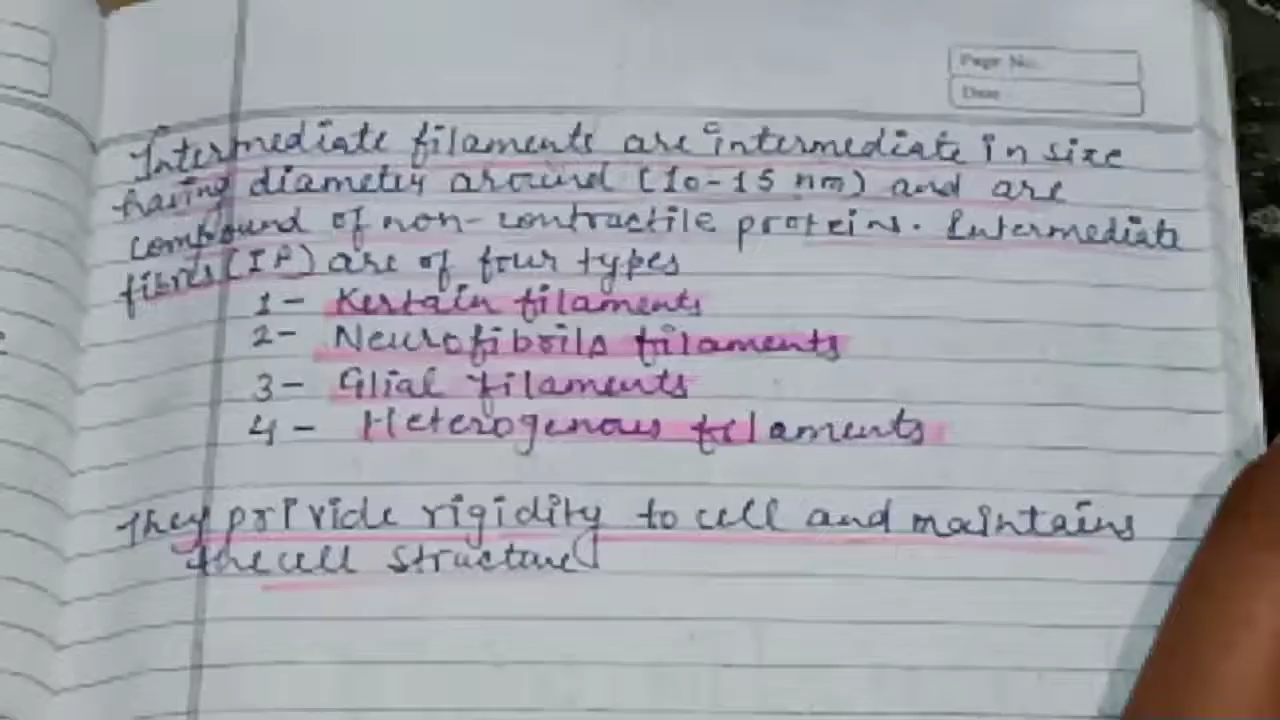 Page No.
Date
Intermediate filaments are intermediate in size
having diameter around (10-15 nm) and are
compound of non-contractile proteins. Intermediate
fibres (IF) are of four types
1- Kertain filaments
2- Neurofibrils filaments
3- Glial filaments
4- Heterogenous filaments
They privide rigidity to cell and maintains
the cell structure